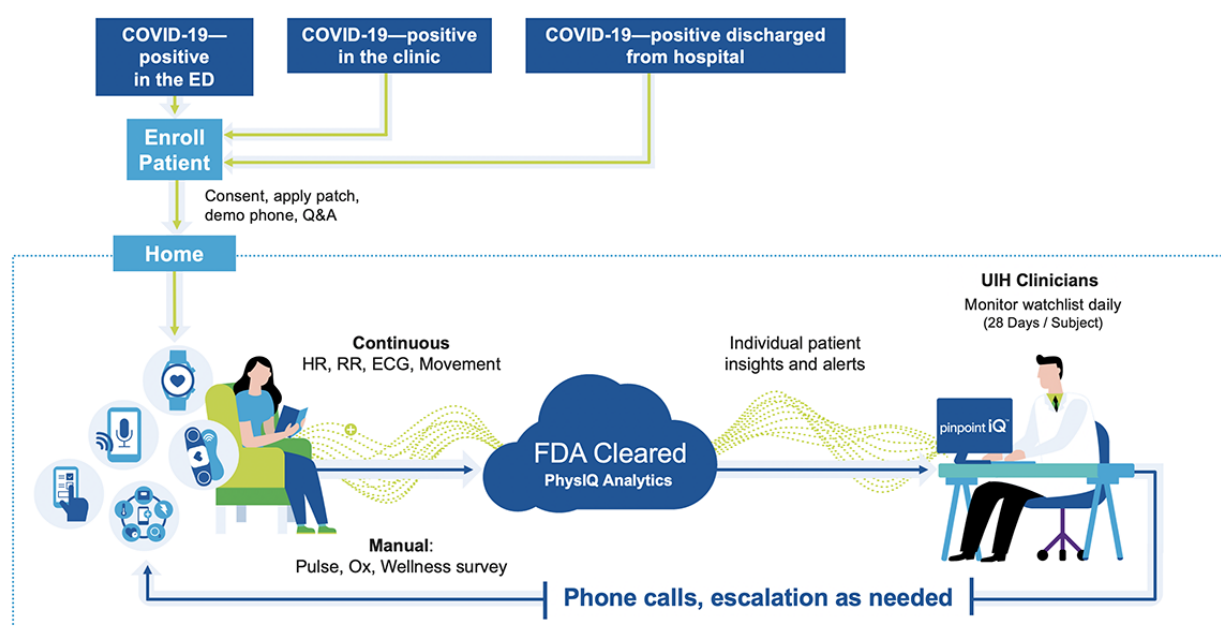 COVID-19—
positive
in the ED
COVID-19—positive
in the clinic
COVID-19—positive discharged
from hospital
Enroll
Patient
Consent, apply patch,
demo phone, Q&A
Home
Continuous
HR, RR, ECG, Movement
Individual patient
insights and alerts
UIH Clinicians
Monitor watchlist daily
(28 Days / Subject)
FDA Cleared
PhysIQ Analytics
pinpoint iQ™
Manual:
Pulse, Ox, Wellness survey
Phone calls, escalation as needed